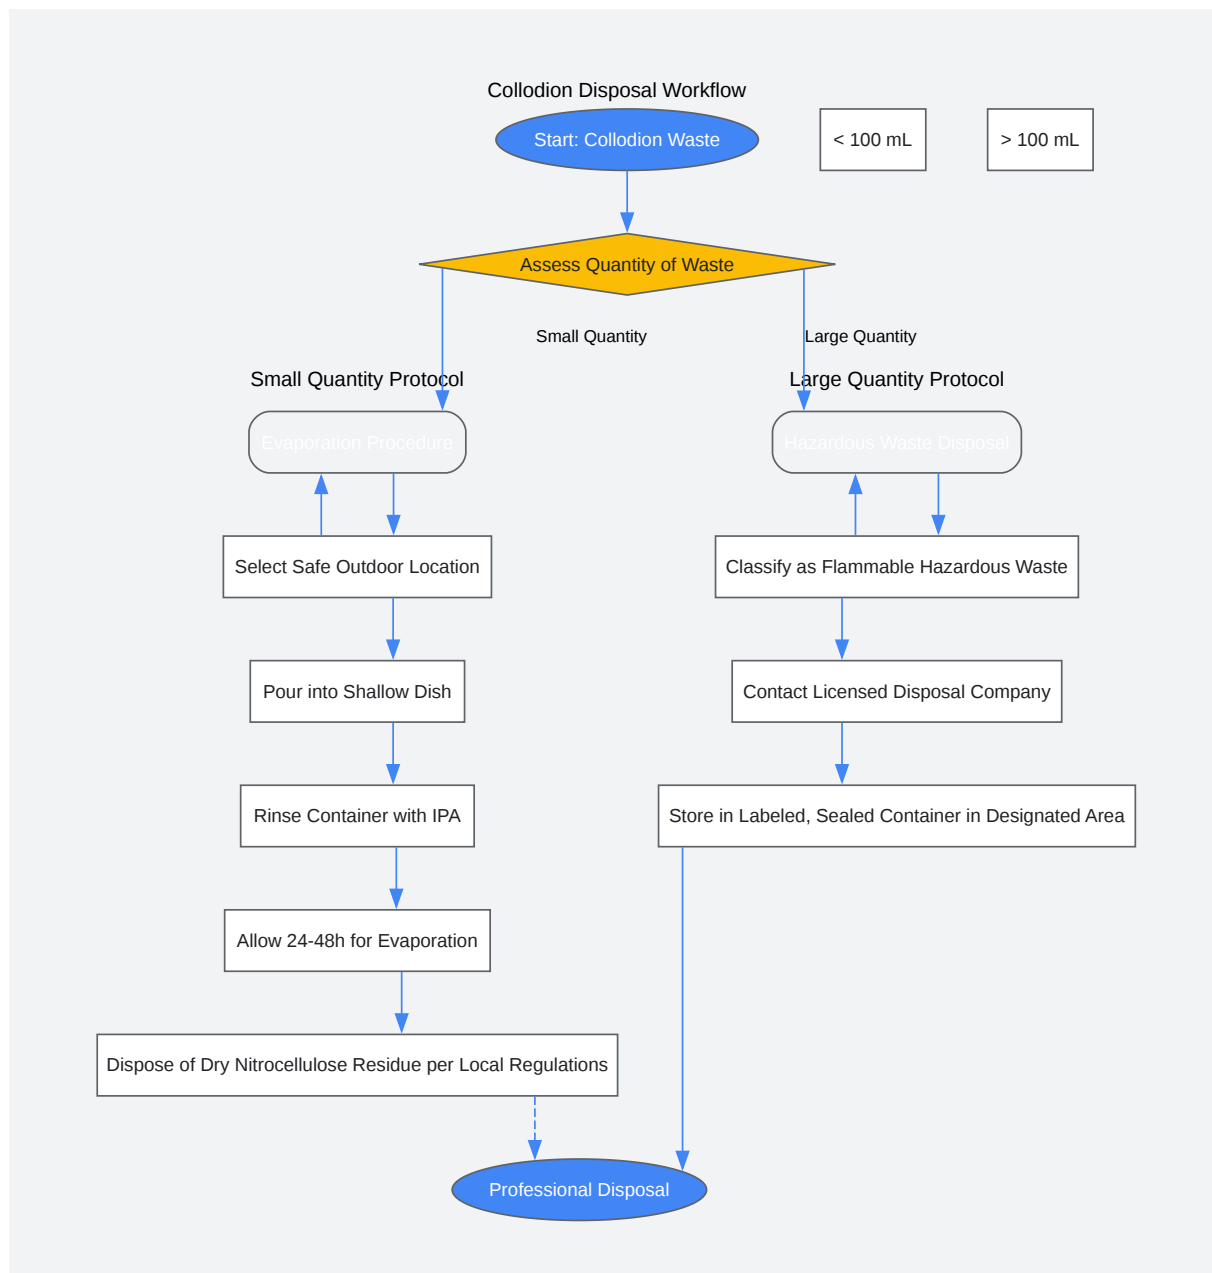 Collodion Disposal Workflow
Start: Collodion Waste
< 100 mL
> 100 mL
Assess Quantity of Waste
Small Quantity
Large Quantity
Small Quantity Protocol
Large Quantity Protocol
Evaporation Procedure
Hazardous Waste Disposal
Select Safe Outdoor Location
Classify as Flammable Hazardous Waste
Pour into Shallow Dish
Contact Licensed Disposal Company
Rinse Container with IPA
Store in Labeled, Sealed Container in Designated Area
Allow 24-48h for Evaporation
Dispose of Dry Nitrocellulose Residue per Local Regulations
Professional Disposal